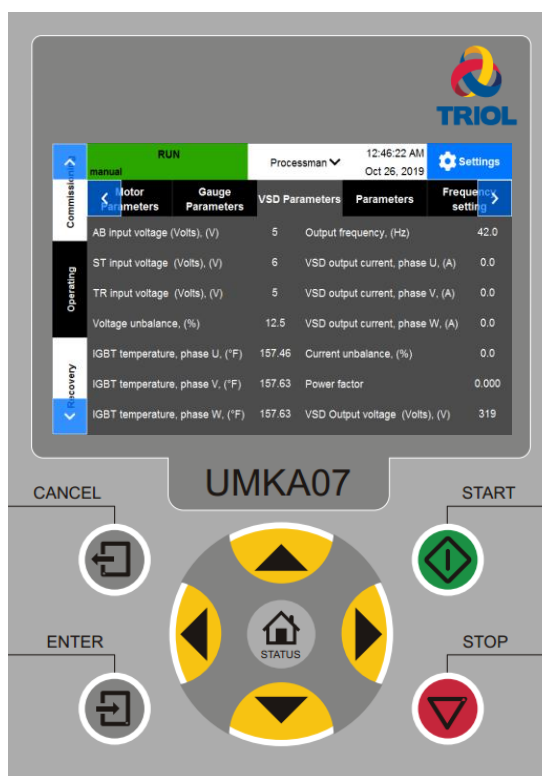 TRIOL
RUN
manual
Processman
12:46:22 AM
Oct 26, 2019
Settings
Commissioning
Operating
Recovery
Motor
Parameters
Gauge
Parameters
VSD Parameters
Parameters
Frequency
setting
AB input voltage (Volts), (V) 5 Output frequency, (Hz) 42.0
ST input voltage (Volts), (V) 6 VSD output current, phase U, (A) 0.0
TR input voltage (Volts), (V) 5 VSD output current, phase V, (A) 0.0
Voltage unbalance, (%) 12.5 VSD output current, phase W, (A) 0.0
IGBT temperature, phase U, (°F) 157.46 Current unbalance, (%) 0.0
IGBT temperature, phase V, (°F) 157.63 Power factor 0.000
IGBT temperature, phase W, (°F) 157.63 VSD Output voltage (Volts), (V) 319
UMKA07
CANCEL
START
STATUS
ENTER
STOP